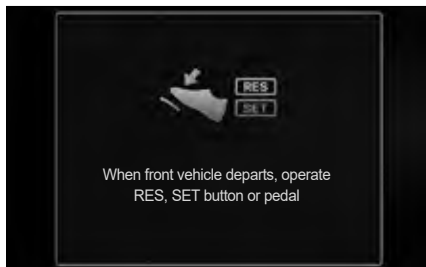 RES
SET
When front vehicle departs, operate
RES, SET button or pedal